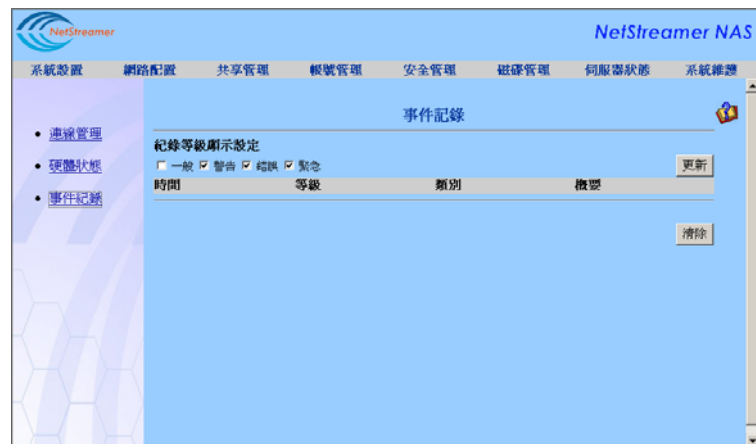 NetStreamer
NetStreamer NAS
系統設置 網路配置 共享管理 帳號管理 安全管理 磁碟管理 伺服器狀態 系統維護
事件記錄
連線管理
硬體狀態
事件紀錄
紀錄等級顯示設定
一般 警告 錯誤 緊急
更新
時間 等級 類別 概要
清除